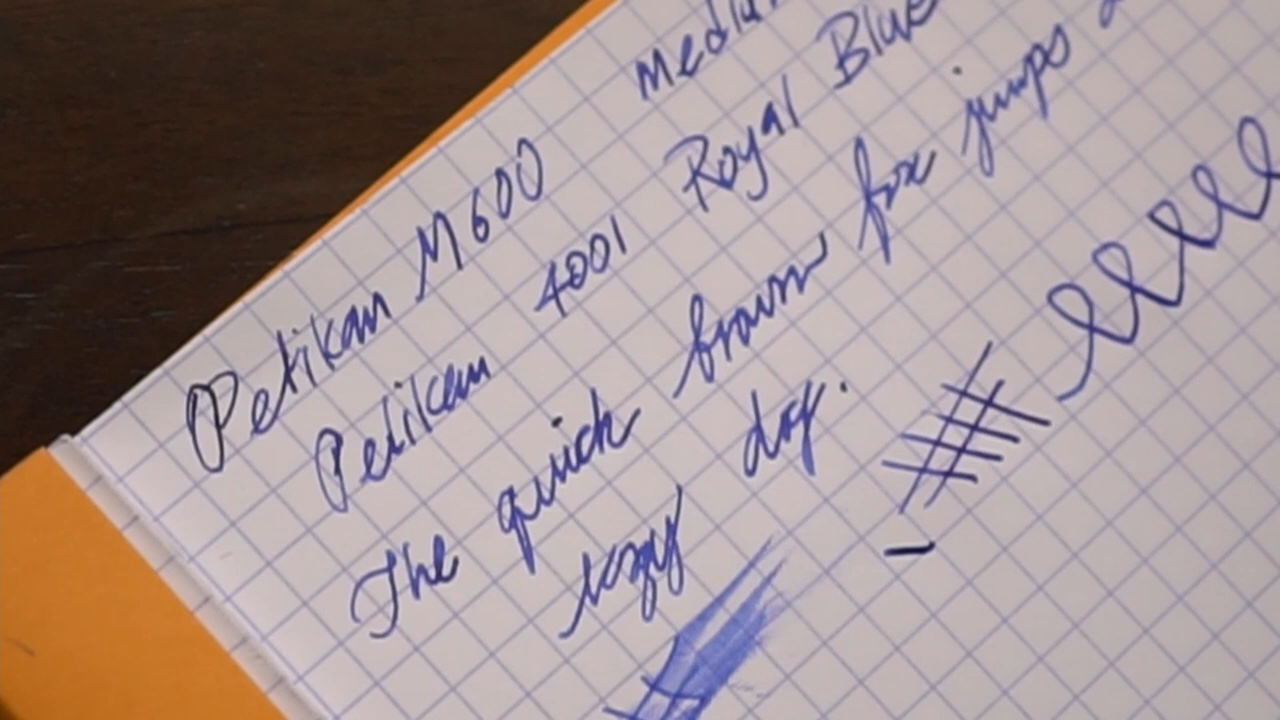 Pelikan M600 Medium
Pelikan 4001 Royal Blue
The quick brown fox jumps
lazy dog.